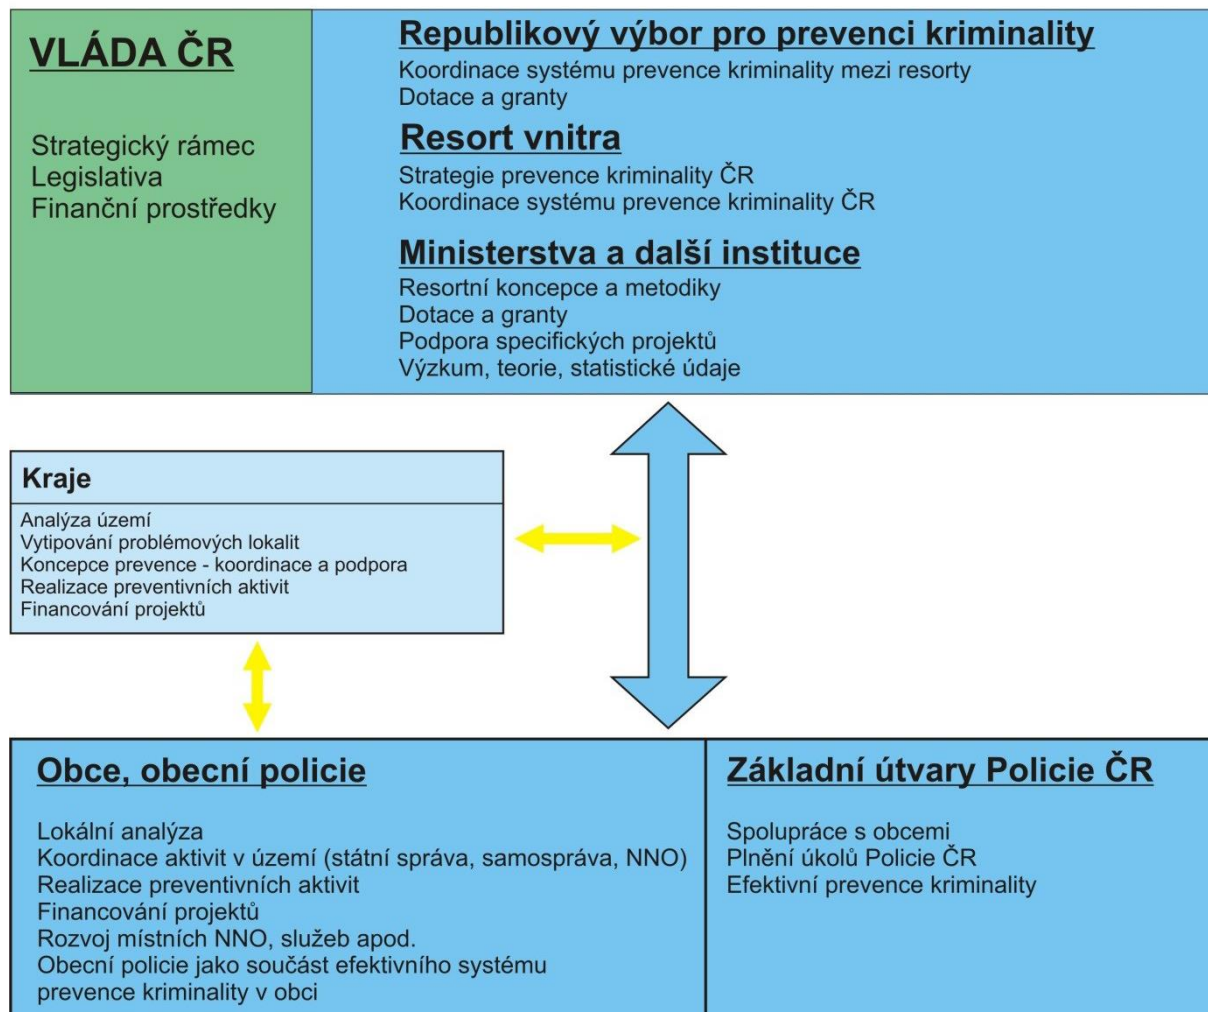 VLÁDA ČR
Strategický rámec
Legislativa
Finanční prostředky
Republikový výbor pro prevenci kriminality
Koordinace systému prevence kriminality mezi resorty
Dotace a granty
Resort vnitra
Strategie prevence kriminality ČR
Koordinace systému prevence kriminality ČR
Ministerstva a další instituce
Resortní koncepce a metodiky
Dotace a granty
Podpora specifických projektů
Výzkum, teorie, statistické údaje
Kraje
Analýza území
Vytipování problémových lokalit
Koncepce prevence - koordinace a podpora
Realizace preventivních aktivit
Financování projektů
Obce, obecní policie
Lokální analýza
Koordinace aktivit v území (státní správa, samospráva, NNO)
Realizace preventivních aktivit
Financování projektů
Rozvoj místních NNO, služeb apod.
Obecní policie jako součást efektivního systému
prevence kriminality v obci
Základní útvary Policie ČR
Spolupráce s obcemi
Plnění úkolů Policie ČR
Efektivní prevence kriminality